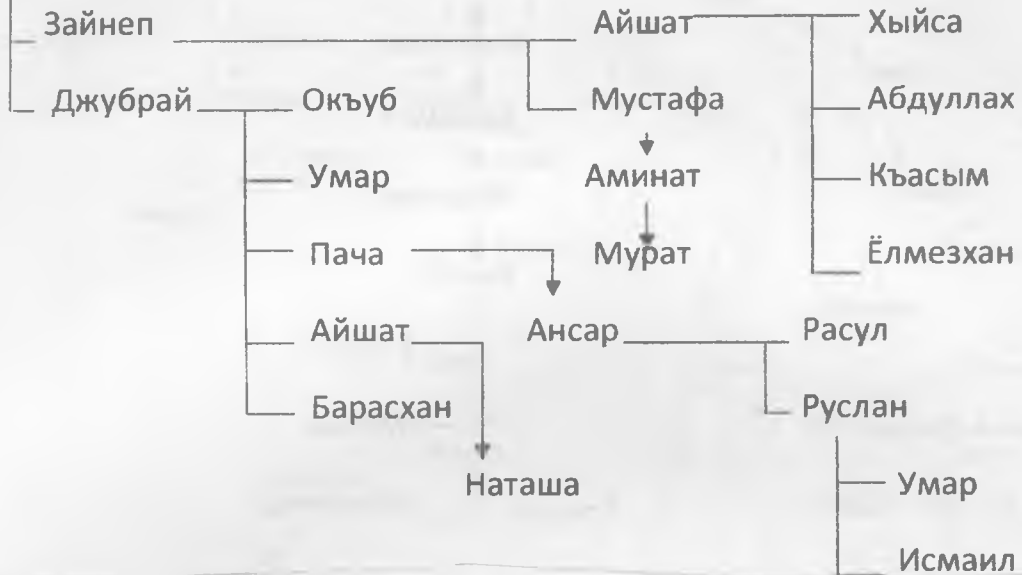 Зайнеп Айшат Хыйса
Джубрай Окъуб Мустафа Абдуллах
Умар Аминат Къасым
Пача Мурат Ёлмезхан
Айшат Ансар Расул
Барасхан Руслан
Наташа Умар
Исмаил